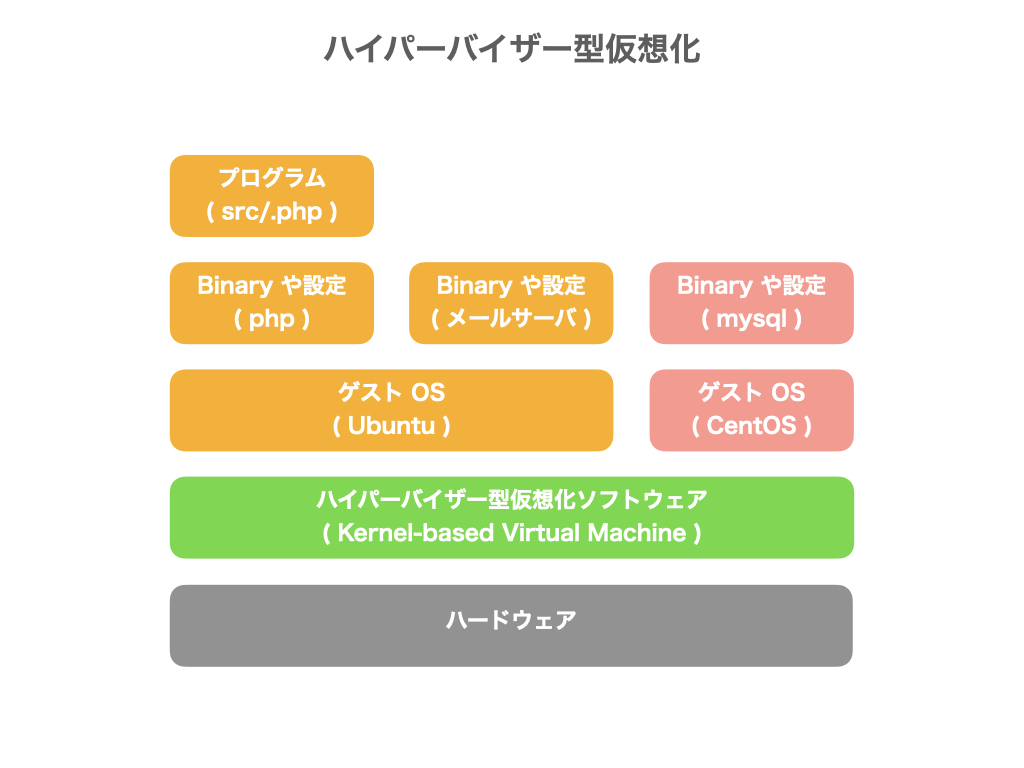 ハイパーバイザー型仮想化
プログラム
( src/.php )
Binary や設定
( php )
Binary や設定
( メールサーバ )
Binary や設定
( mysql )
ゲスト OS
( Ubuntu )
ゲスト OS
( CentOS )
ハイパーバイザー型仮想化ソフトウェア
( Kernel-based Virtual Machine )
ハードウェア